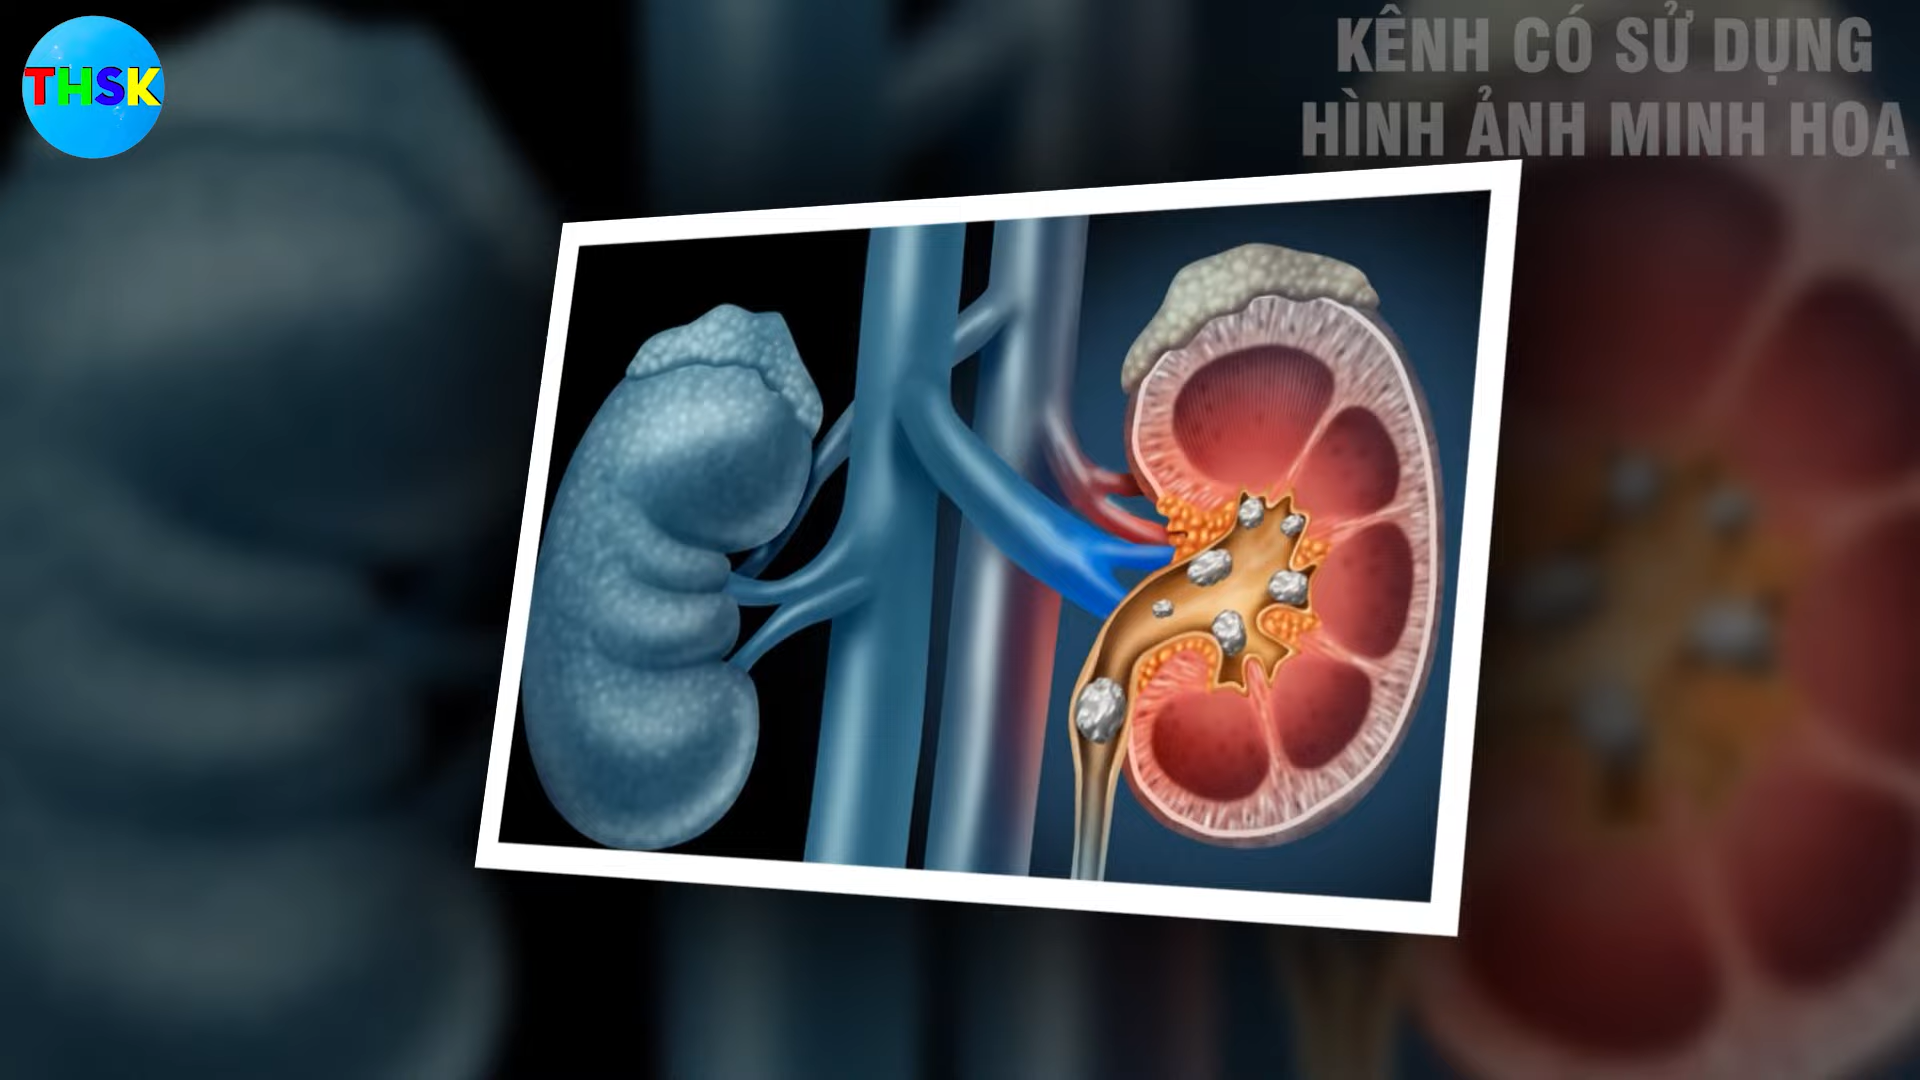 THSK
KÊNH CÓ SỬ DỤNG
HÌNH ẢNH MINH HOẠ